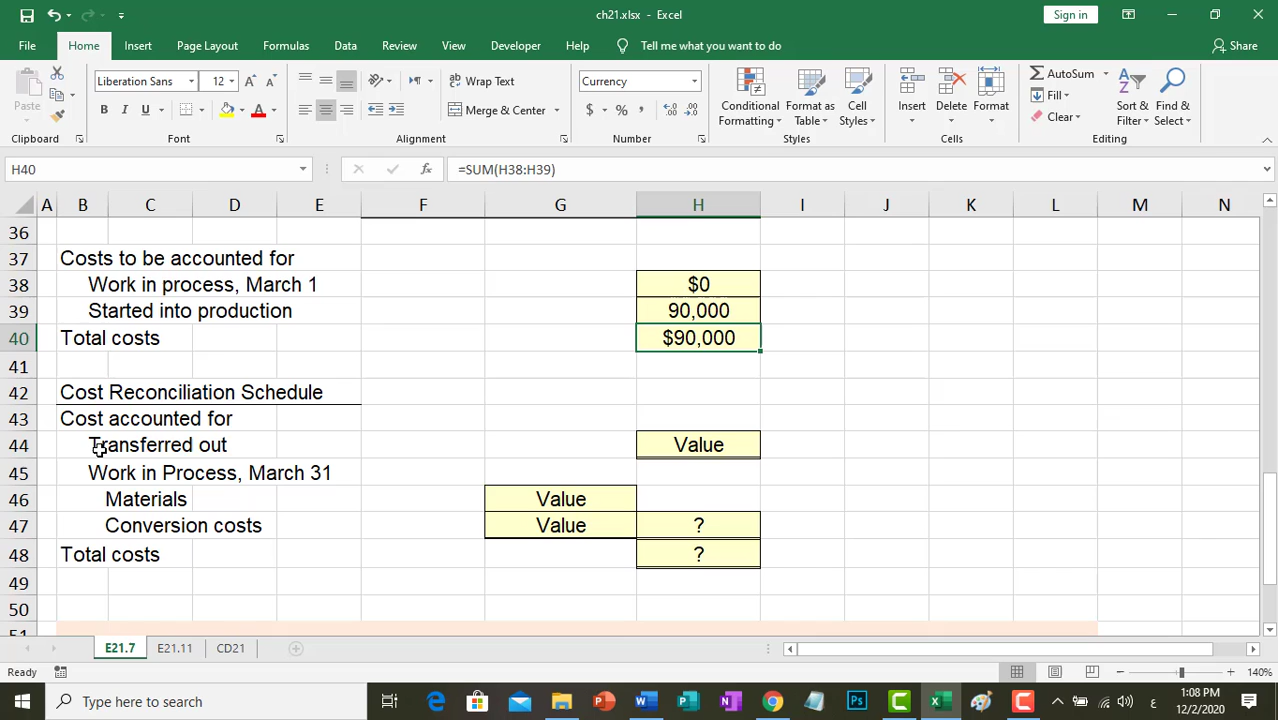 ch21.xlsx - Excel
Sign in
File Home Insert Page Layout Formulas Data Review View Developer Help Tell me what you want to do Share
Paste
Liberation Sans 12
B I U
Wrap Text
Merge & Center
Currency
$ % ,
Conditional Formatting
Format as Table
Cell Styles
Insert
Delete
Format
AutoSum
Fill
Clear
Sort & Filter
Find & Select
Clipboard Font Alignment Number Styles Cells Editing
H40 fx =SUM(H38:H39)
A B C D E F G H I J K L M N
36
37 Costs to be accounted for
38 Work in process, March 1 $0
39 Started into production 90,000
40 Total costs $90,000
41
42 Cost Reconciliation Schedule
43 Cost accounted for
44 Transferred out Value
45 Work in Process, March 31
46 Materials Value
47 Conversion costs Value ?
48 Total costs ?
49
50
51
E21.7 E21.11 CD21
Ready 140%
Type here to search
ع 1:08 PM
12/2/2020